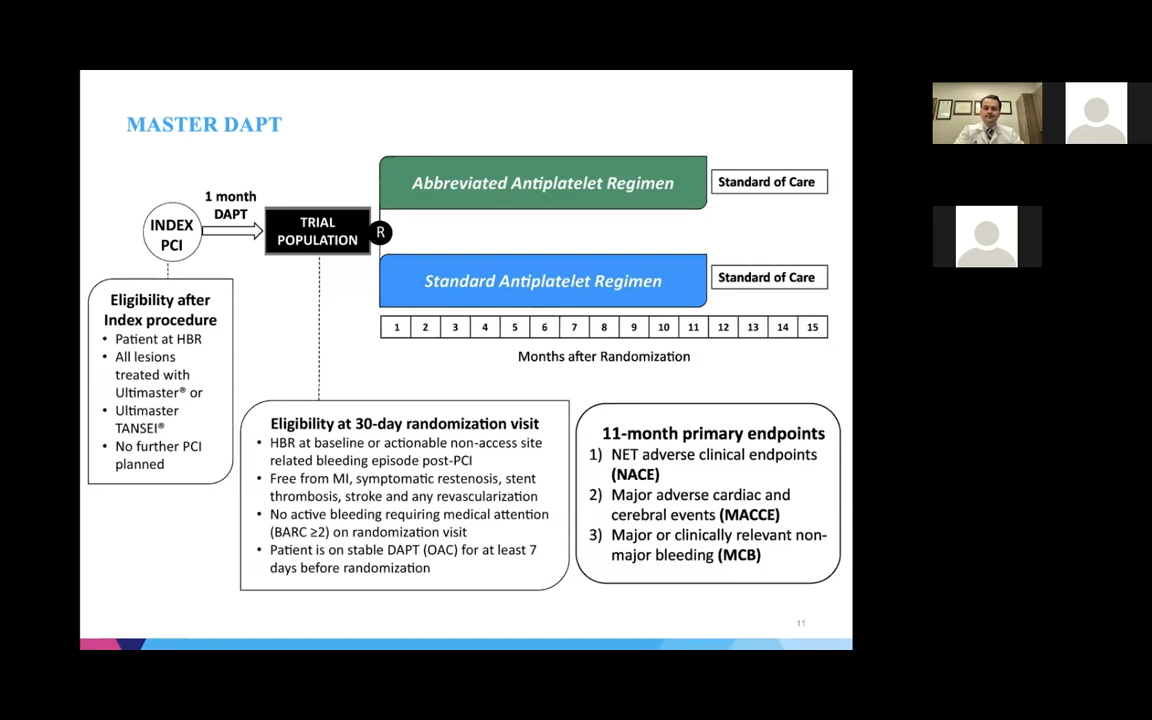 MASTER DAPT
1 month
DAPT
INDEX
PCI
TRIAL
POPULATION
R
Abbreviated Antiplatelet Regimen
Standard of Care
Standard Antiplatelet Regimen
Standard of Care
1 2 3 4 5 6 7 8 9 10 11 12 13 14 15
Months after Randomization
Eligibility after
Index procedure
• Patient at HBR
• All lesions
treated with
Ultimaster® or
• Ultimaster
TANSEI®
• No further PCI
planned
Eligibility at 30-day randomization visit
• HBR at baseline or actionable non-access site
related bleeding episode post-PCI
• Free from MI, symptomatic restenosis, stent
thrombosis, stroke and any revascularization
• No active bleeding requiring medical attention
(BARC ≥2) on randomization visit
• Patient is on stable DAPT (OAC) for at least 7
days before randomization
11-month primary endpoints
1) NET adverse clinical endpoints
(NACE)
2) Major adverse cardiac and
cerebral events (MACCE)
3) Major or clinically relevant non-
major bleeding (MCB)
11